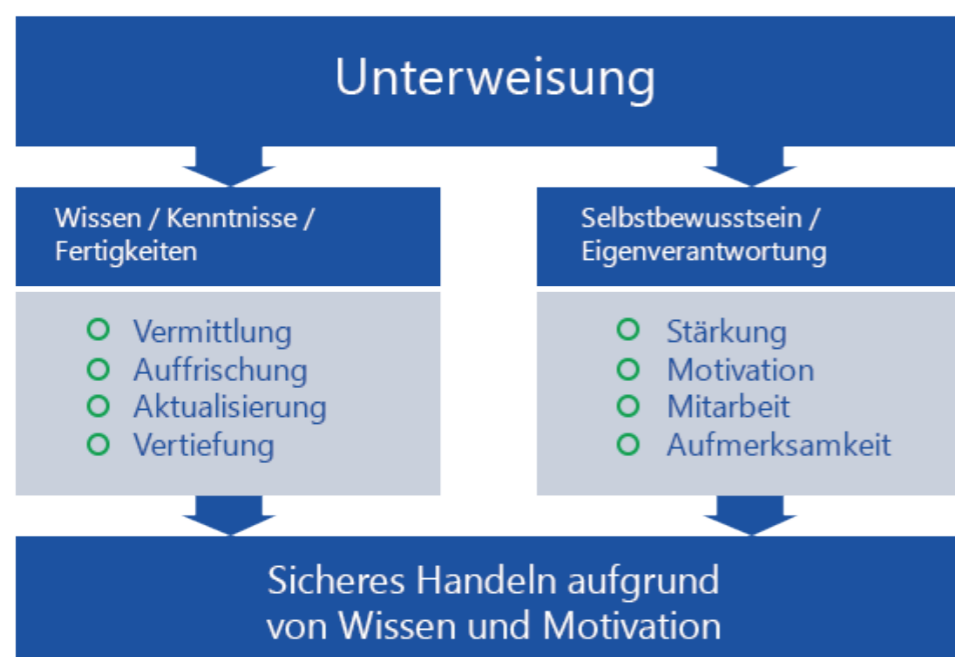 Unterweisung
Wissen / Kenntnisse /
Fertigkeiten
Vermittlung
Auffrischung
Aktualisierung
Vertiefung
Selbstbewusstsein /
Eigenverantwortung
Stärkung
Motivation
Mitarbeit
Aufmerksamkeit
Sicheres Handeln aufgrund
von Wissen und Motivation